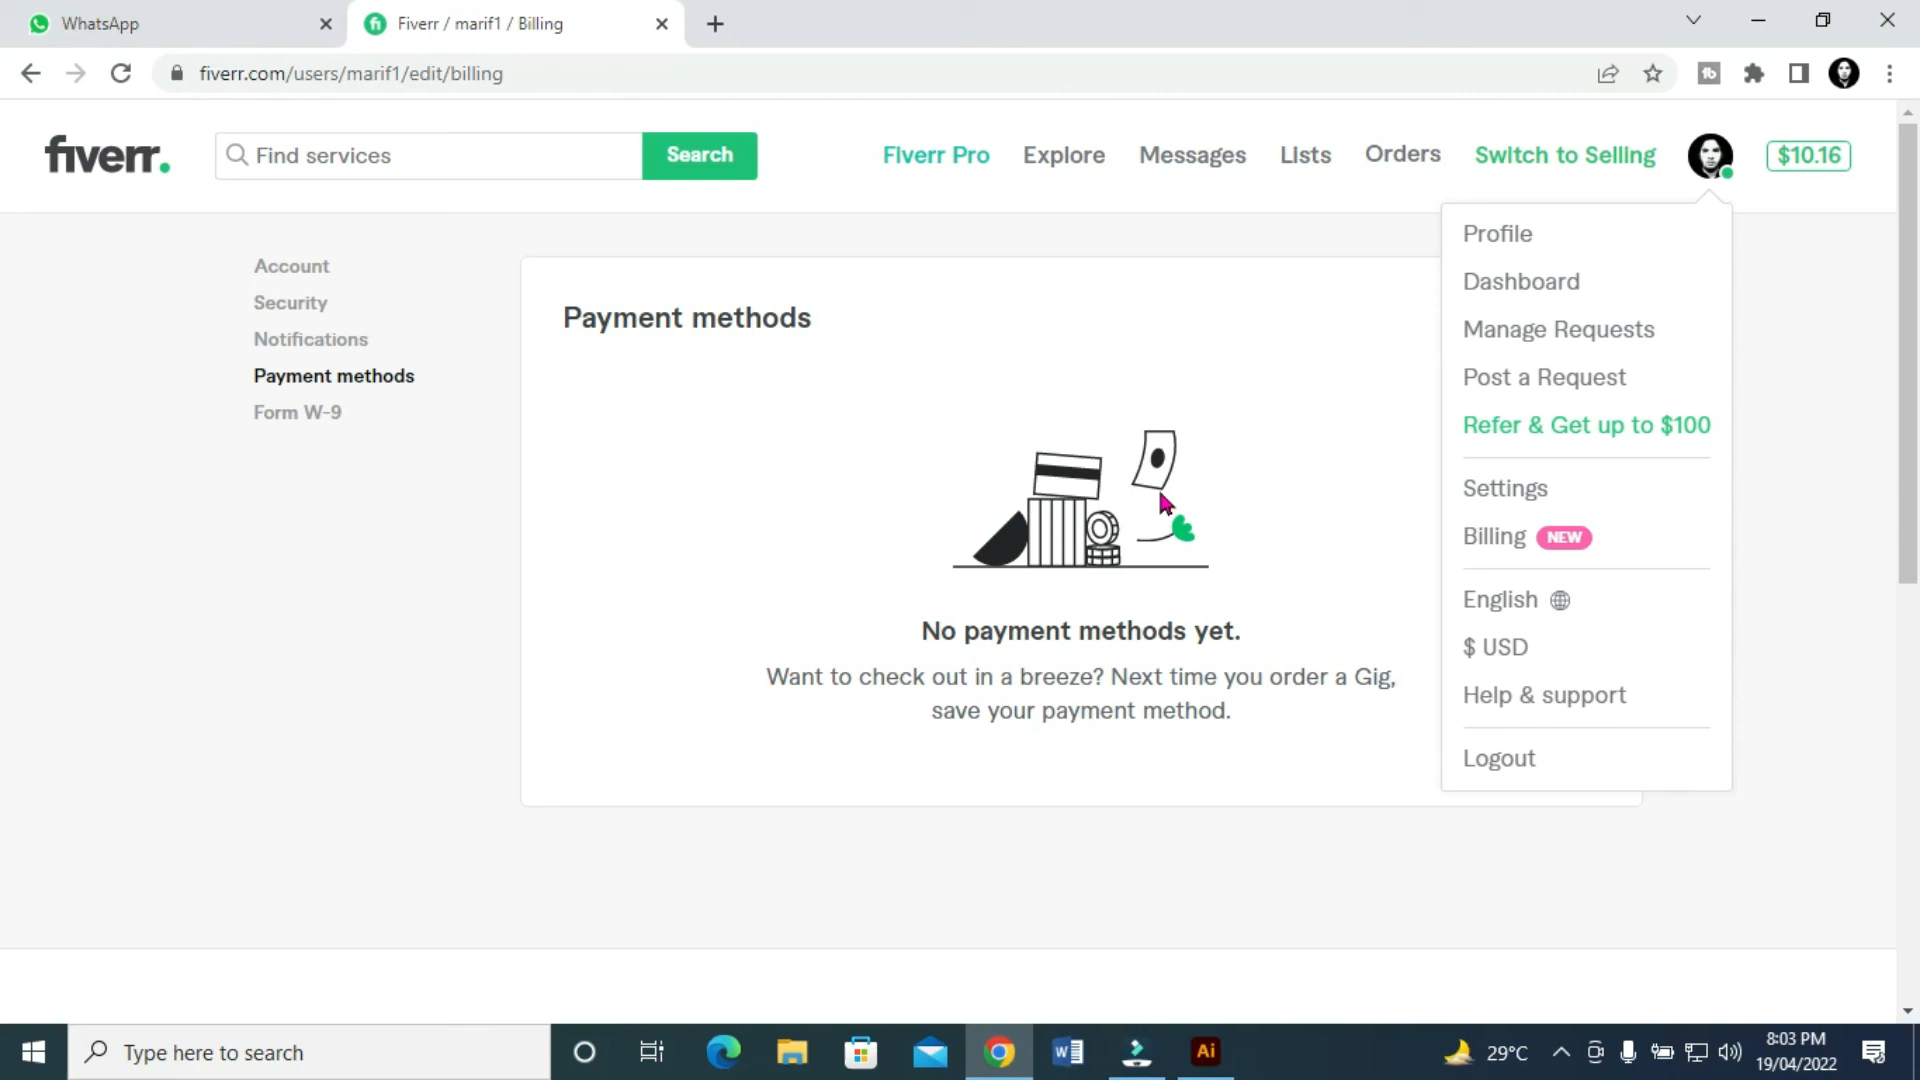 WhatsApp
Fiverr / marif1 / Billing
fiverr.com/users/marif1/edit/billing
fiverr.
Find services
Search
Fiverr Pro
Explore
Messages
Lists
Orders
Switch to Selling
$10.16
Account
Security
Notifications
Payment methods
Form W-9
Payment methods
No payment methods yet.
Want to check out in a breeze? Next time you order a Gig,
save your payment method.
Profile
Dashboard
Manage Requests
Post a Request
Refer & Get up to $100
Settings
Billing NEW
English
$ USD
Help & support
Logout
Type here to search
Ai
29°C
8:03 PM
19/04/2022